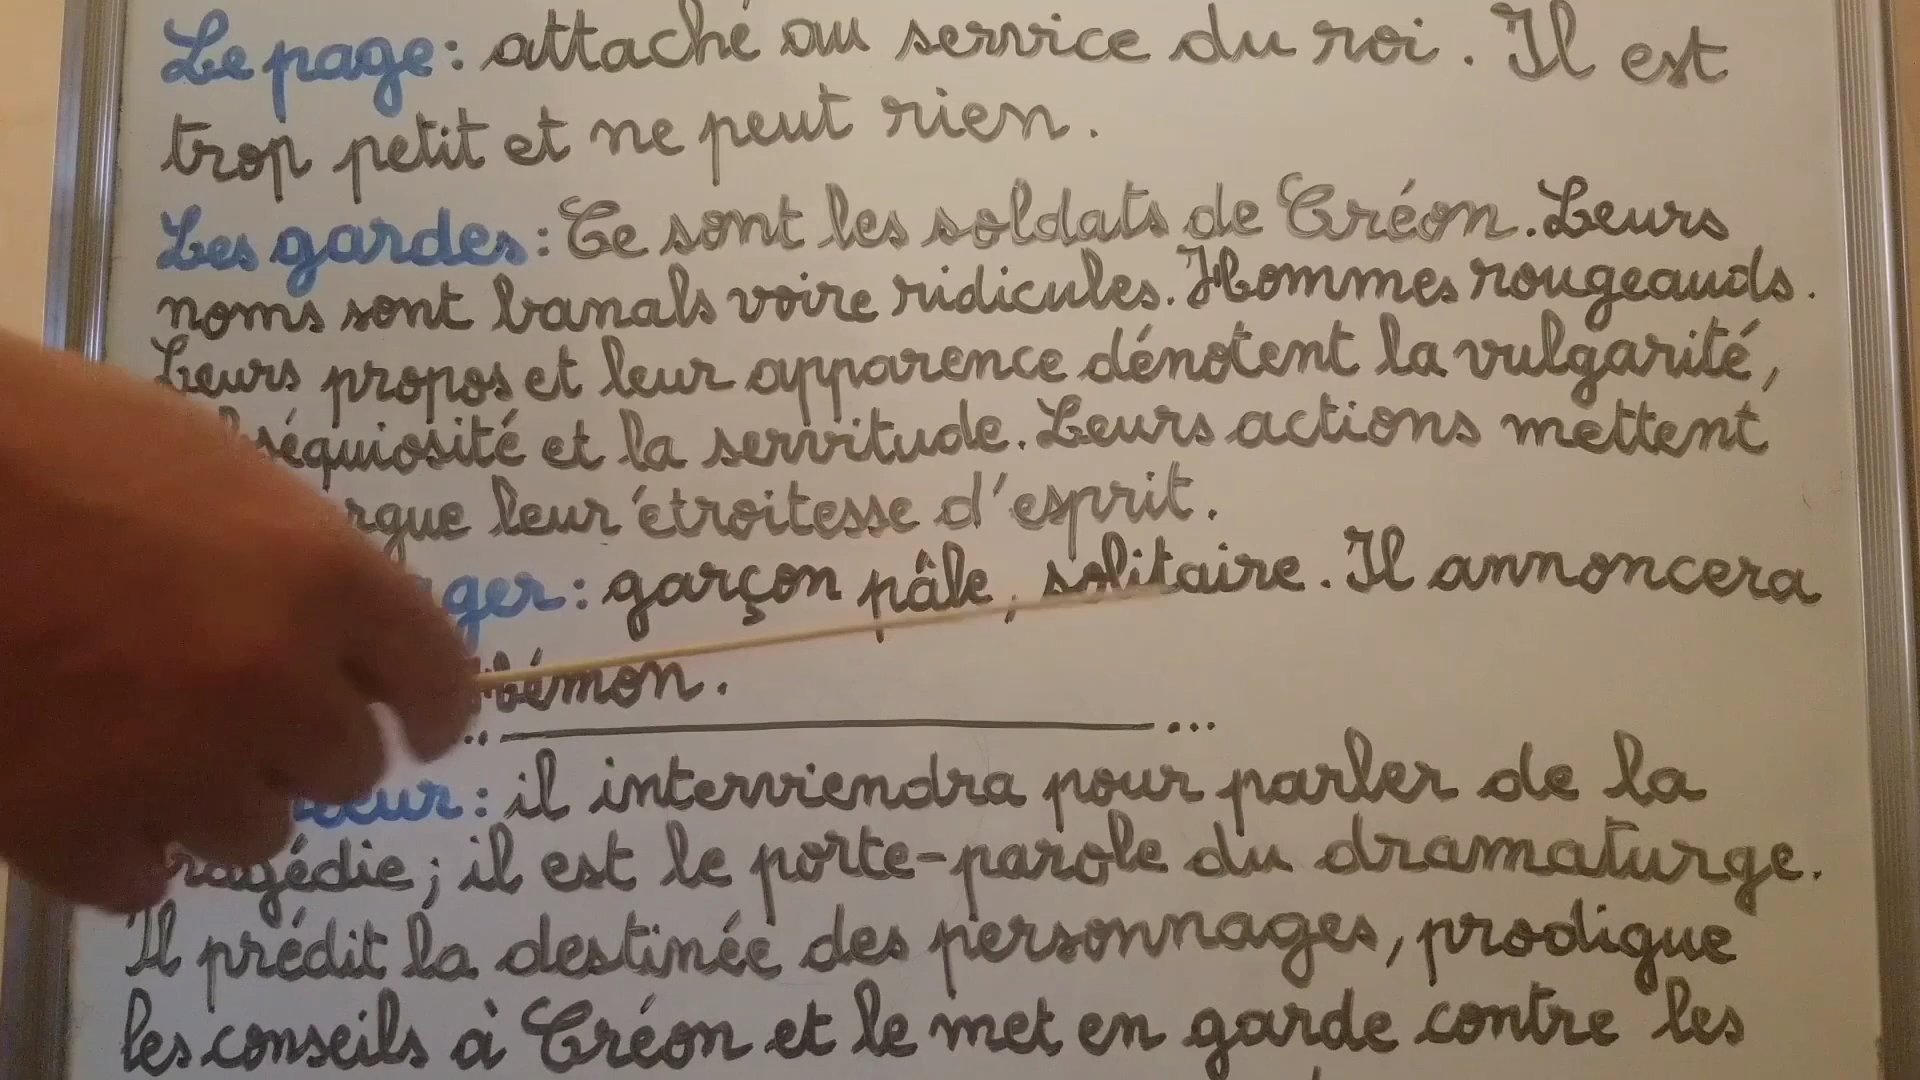 Le page : attaché au service du roi. Il est
trop petit et ne peut rien.
Les gardes : Ce sont les soldats de Créon. Leurs
noms sont banals voire ridicules. Hommes rougeauds.
Leurs propos et leur apparence dénotent la vulgarité,
et la servitude. Leurs actions mettent
leur étroitesse d'esprit.
: garçon pâle, solitaire. Il annoncera
Hémon.
... ...
: il interviendra pour parler de la
tragédie ; il est le porte-parole du dramaturge.
Il prédit la destinée des personnages, prodigue
les conseils à Créon et le met en garde contre les